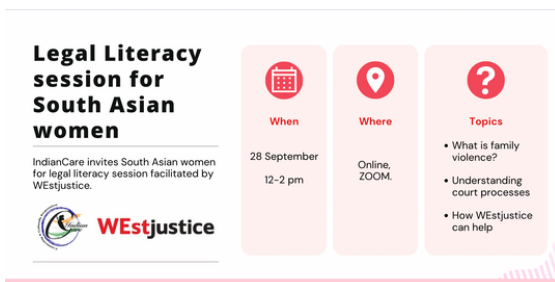 Legal Literacy
session for
South Asian
women
IndianCare invites South Asian women
for legal literacy session facilitated by
WEstjustice.
WEstjustice
When
28 September
12-2 pm
Where
Online,
ZOOM.
Topics
• What is family
violence?
• Understanding
court processes
• How WEstjustice
can help